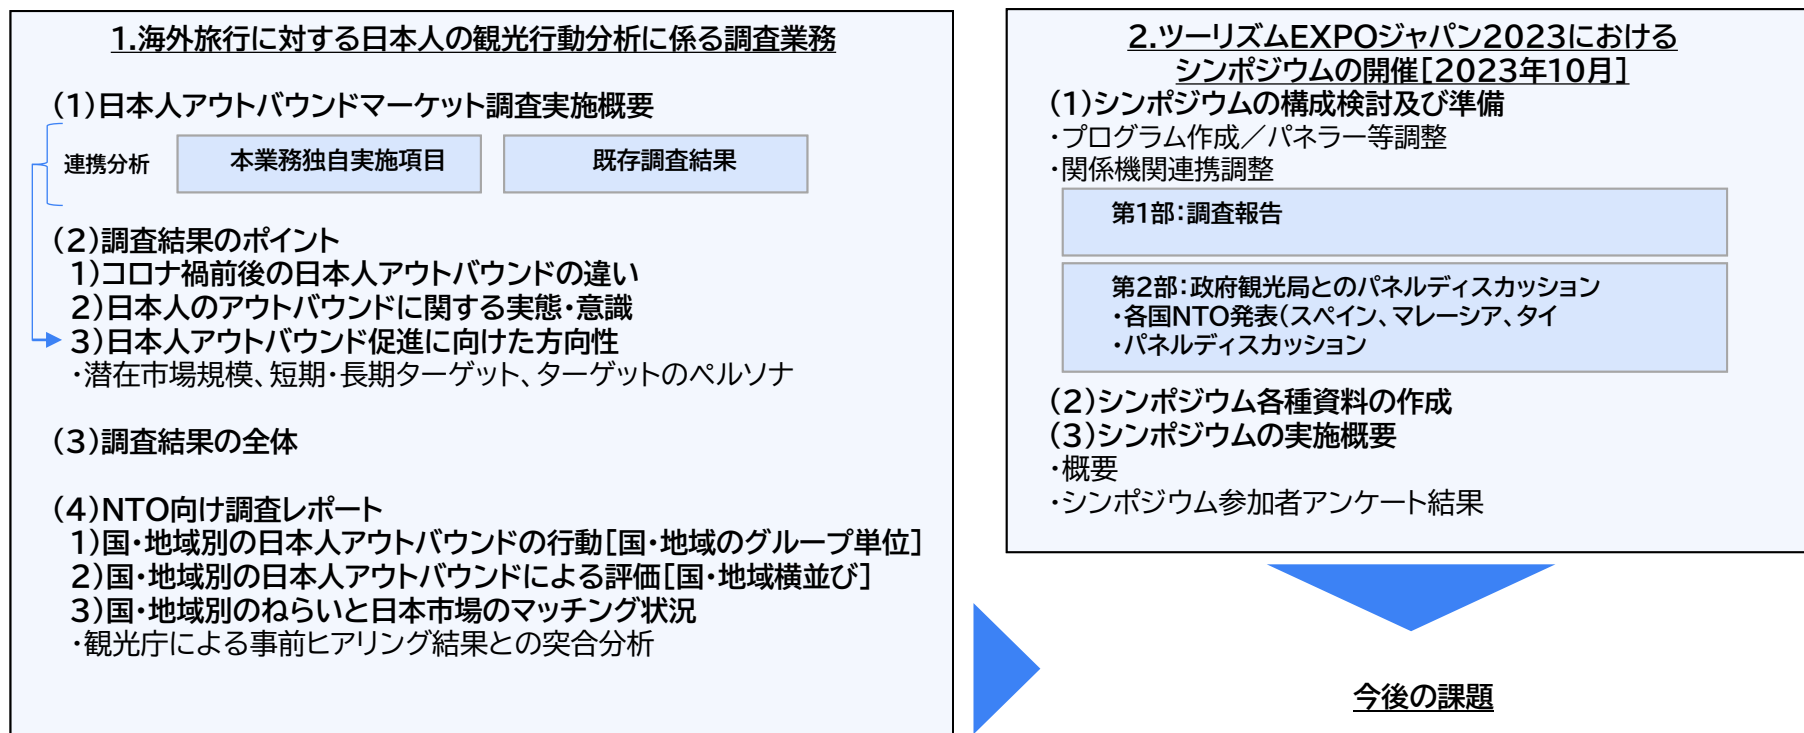 1.海外旅行に対する日本人の観光行動分析に係る調査業務
(1)日本人アウトバウンドマーケット調査実施概要
連携分析
本業務独自実施項目
既存調査結果
(2)調査結果のポイント
1)コロナ禍前後の日本人アウトバウンドの違い
2)日本人のアウトバウンドに関する実態・意識
3)日本人アウトバウンド促進に向けた方向性
・潜在市場規模、短期・長期ターゲット、ターゲットのペルソナ
(3)調査結果の全体
(4)NTO向け調査レポート
1)国・地域別の日本人アウトバウンドの行動[国・地域のグループ単位]
2)国・地域別の日本人アウトバウンドによる評価[国・地域横並び]
3)国・地域別のねらいと日本市場のマッチング状況
・観光庁による事前ヒアリング結果との突合分析
2.ツーリズムEXPOジャパン2023における
シンポジウムの開催[2023年10月]
(1)シンポジウムの構成検討及び準備
・プログラム作成／パネラー等調整
・関係機関連携調整
第1部:調査報告
第2部:政府観光局とのパネルディスカッション
・各国NTO発表(スペイン、マレーシア、タイ
・パネルディスカッション
(2)シンポジウム各種資料の作成
(3)シンポジウムの実施概要
・概要
・シンポジウム参加者アンケート結果
今後の課題